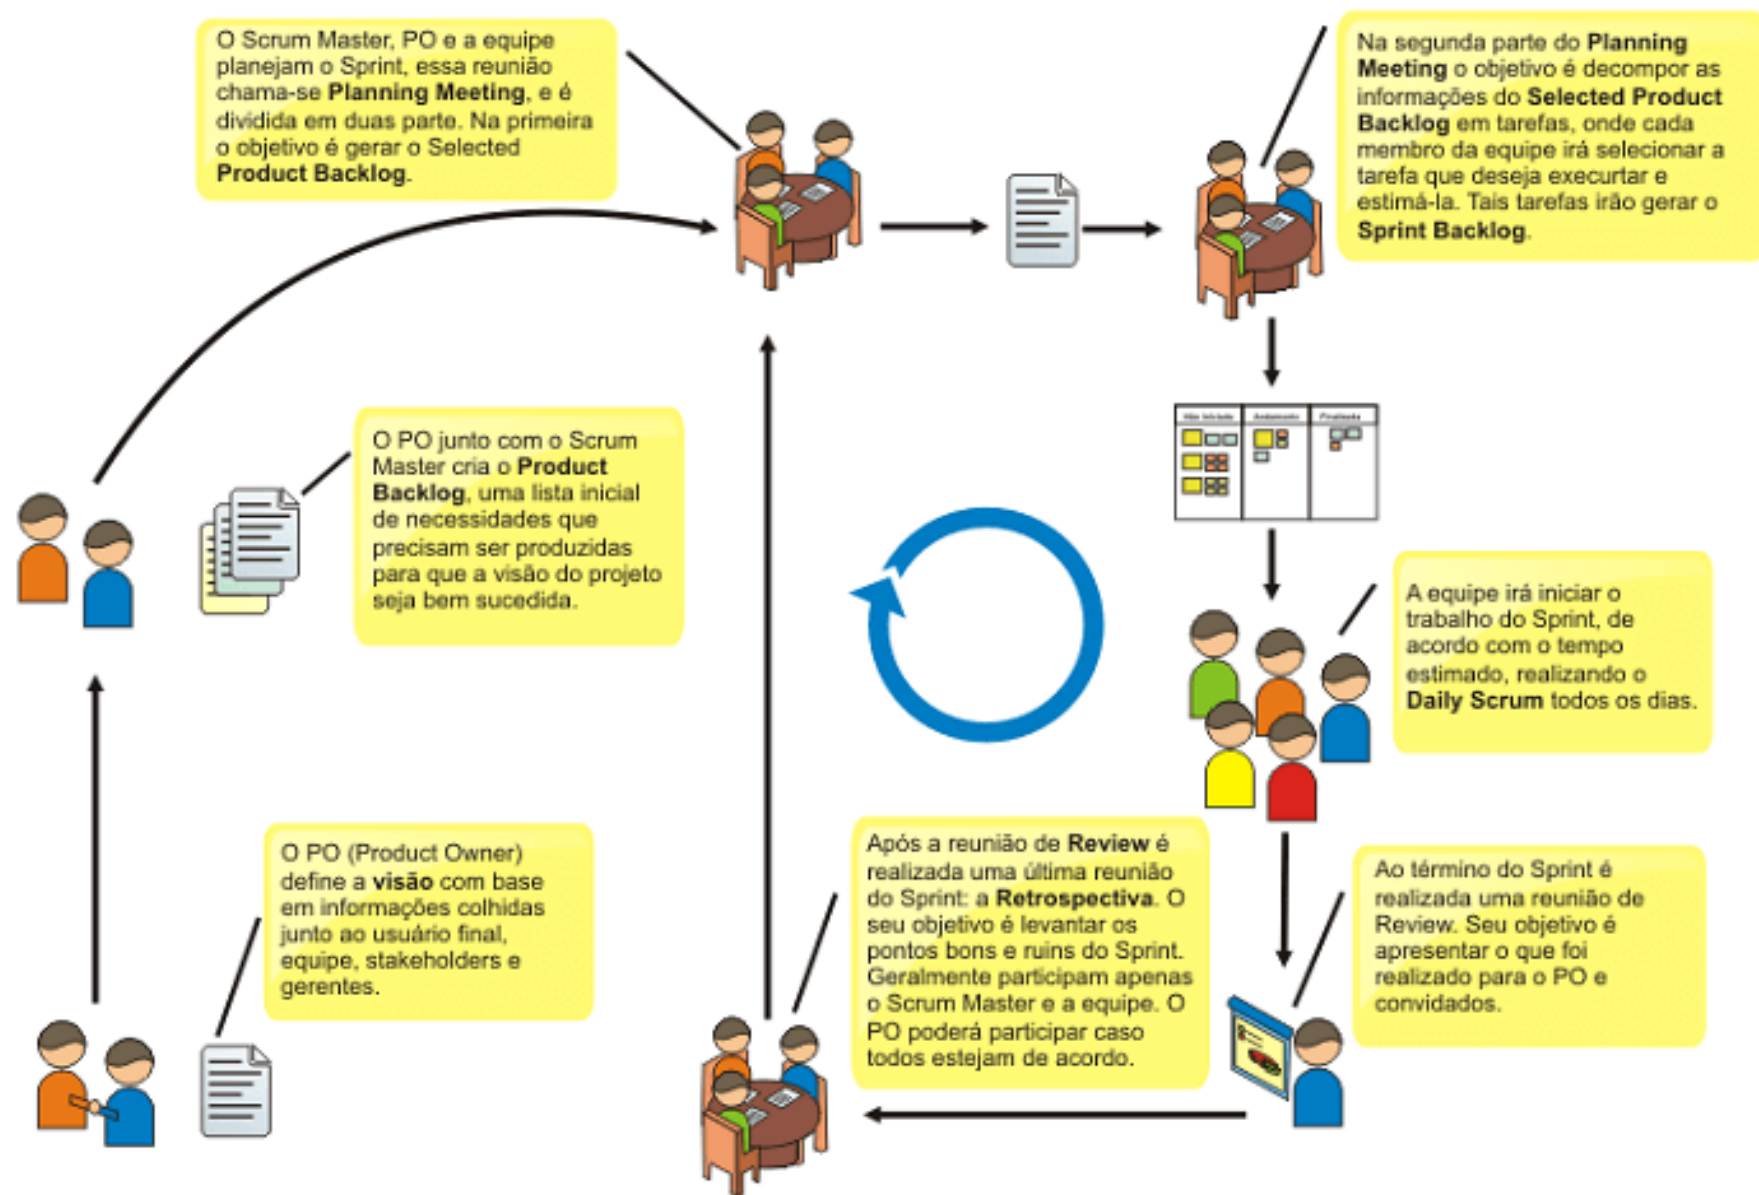 O Scrum Master, PO e a equipe
planejam o Sprint, essa reunião
chama-se Planning Meeting, e é
dividida em duas parte. Na primeira
o objetivo é gerar o Selected
Product Backlog.
Na segunda parte do Planning
Meeting o objetivo é decompor as
informações do Selected Product
Backlog em tarefas, onde cada
membro da equipe irá selecionar a
tarefa que deseja execurtar e
estimá-la. Tais tarefas irão gerar o
Sprint Backlog.
Não Iniciado Andamento Finalizada
O PO junto com o Scrum
Master cria o Product
Backlog, uma lista inicial
de necessidades que
precisam ser produzidas
para que a visão do projeto
seja bem sucedida.
A equipe irá iniciar o
trabalho do Sprint, de
acordo com o tempo
estimado, realizando o
Daily Scrum todos os dias.
O PO (Product Owner)
define a visão com base
em informações colhidas
junto ao usuário final,
equipe, stakeholders e
gerentes.
Após a reunião de Review é
realizada uma última reunião
do Sprint: a Retrospectiva. O
seu objetivo é levantar os
pontos bons e ruins do Sprint.
Geralmente participam apenas
o Scrum Master e a equipe. O
PO poderá participar caso
todos estejam de acordo.
Ao término do Sprint é
realizada uma reunião de
Review. Seu objetivo é
apresentar o que foi
realizado para o PO e
convidados.